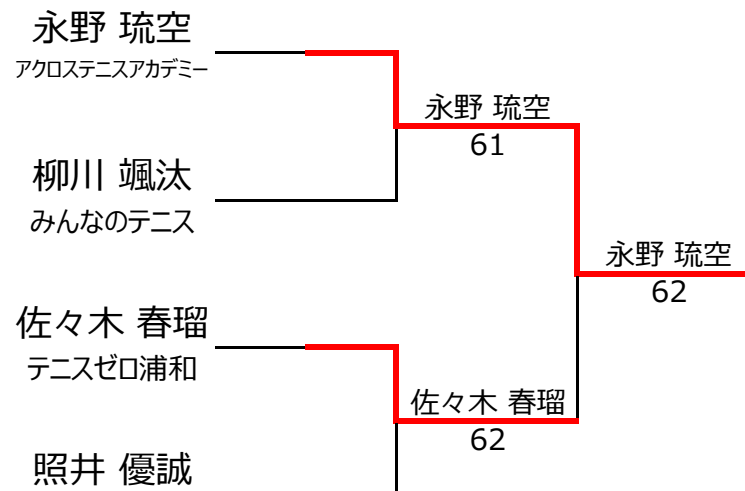 永野 琉空
アクロステニスアカデミー
永野 琉空
61
柳川 颯汰
みんなのテニス
永野 琉空
62
佐々木 春瑠
テニスゼロ浦和
佐々木 春瑠
62
照井 優誠